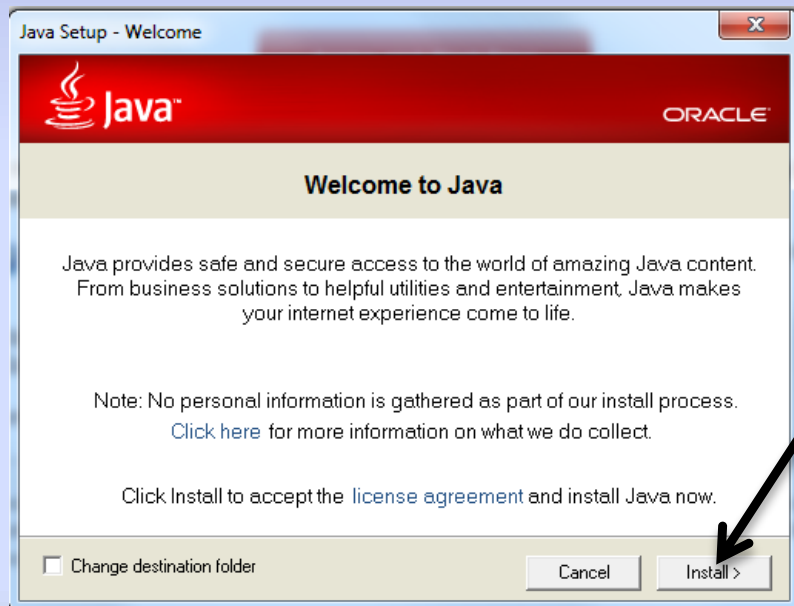 Java Setup - Welcome
X
Java™
ORACLE®
Welcome to Java
Java provides safe and secure access to the world of amazing Java content.
From business solutions to helpful utilities and entertainment, Java makes
your internet experience come to life.
Note: No personal information is gathered as part of our install process.
Click here for more information on what we do collect.
Click Install to accept the license agreement and install Java now.
Change destination folder
Cancel
Install >